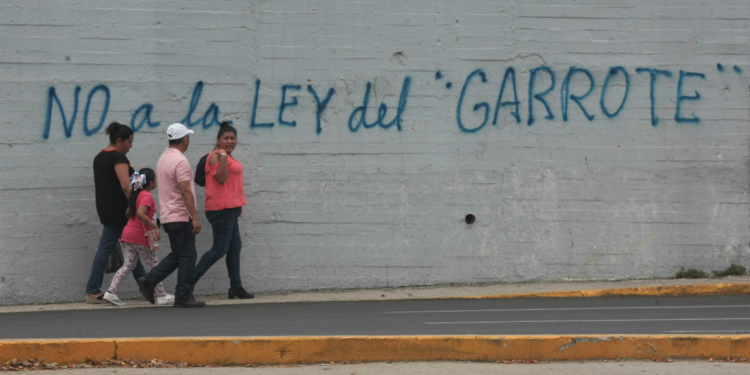 No a la LEy del "GARROTE"